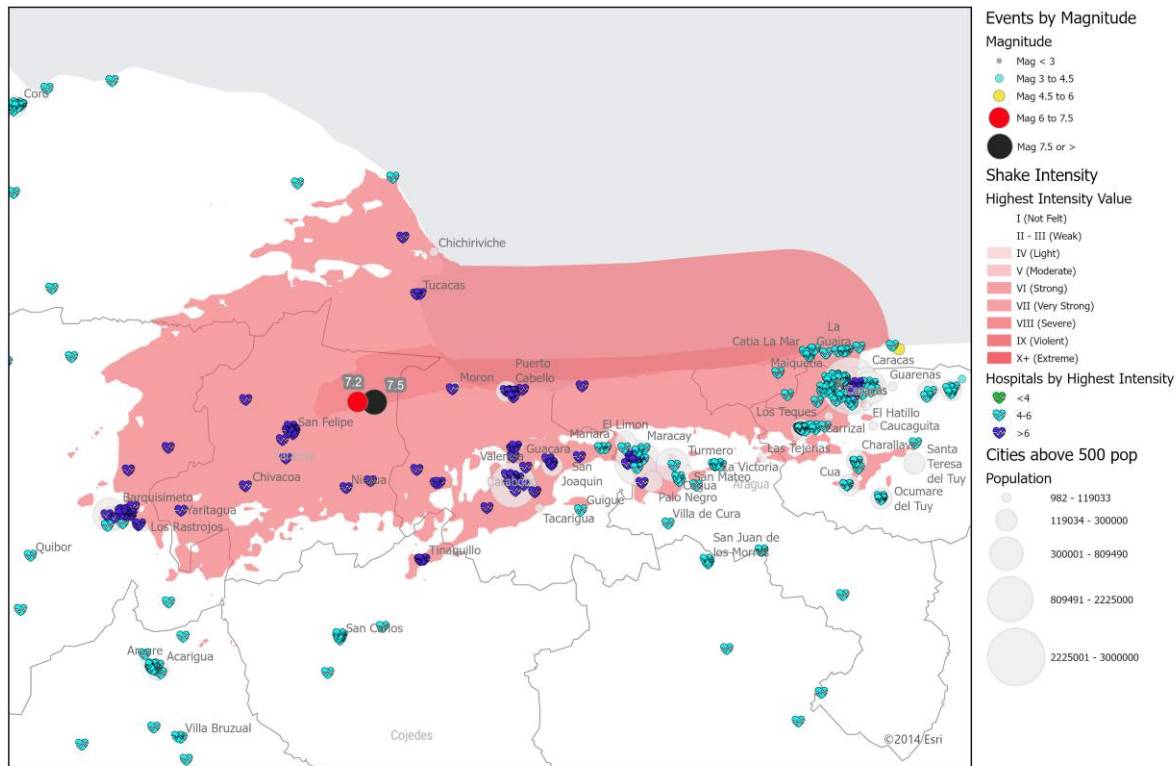 Coro
Chichiriviche
Tucacas
7.2
7.5
Moron
Puerto
Cabello
Catia La Mar
La
Guaira
Maiquetia
Caracas
Guarenas
El Hatillo
Caucaguita
Los Teques
Carrizal
Las Tejerias
Charallave
Cua
Santa
Teresa
del Tuy
Ocumare
del Tuy
San Felipe
Yaracuy
El Limon
Mariara
Maracay
Turmero
La Victoria
San Mateo
Cagua
Aragua
Palo Negro
Villa de Cura
Valencia
Guacara
San
Joaquin
Carabobo
Guigue
Tacarigua
Chivacoa
Nirgua
Barquisimeto
Yaritagua
Los Rastrojos
Quibor
Tinaquillo
San Juan de
los Morros
San Carlos
Araure
Acarigua
Villa Bruzual
Cojedes
©2014 Esri
Events by Magnitude
Magnitude
Mag < 3
Mag 3 to 4.5
Mag 4.5 to 6
Mag 6 to 7.5
Mag 7.5 or >
Shake Intensity
Highest Intensity Value
I (Not Felt)
II - III (Weak)
IV (Light)
V (Moderate)
VI (Strong)
VII (Very Strong)
VIII (Severe)
IX (Violent)
X+ (Extreme)
Hospitals by Highest Intensity
<4
4-6
>6
Cities above 500 pop
Population
982 - 119033
119034 - 300000
300001 - 809490
809491 - 2225000
2225001 - 3000000